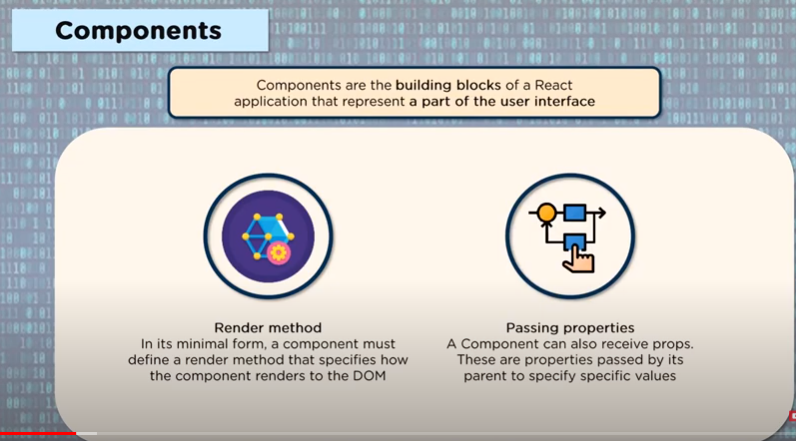 Components
Components are the building blocks of a React
application that represent a part of the user interface
Render method
In its minimal form, a component must
define a render method that specifies how
the component renders to the DOM
Passing properties
A Component can also receive props.
These are properties passed by its
parent to specify specific values